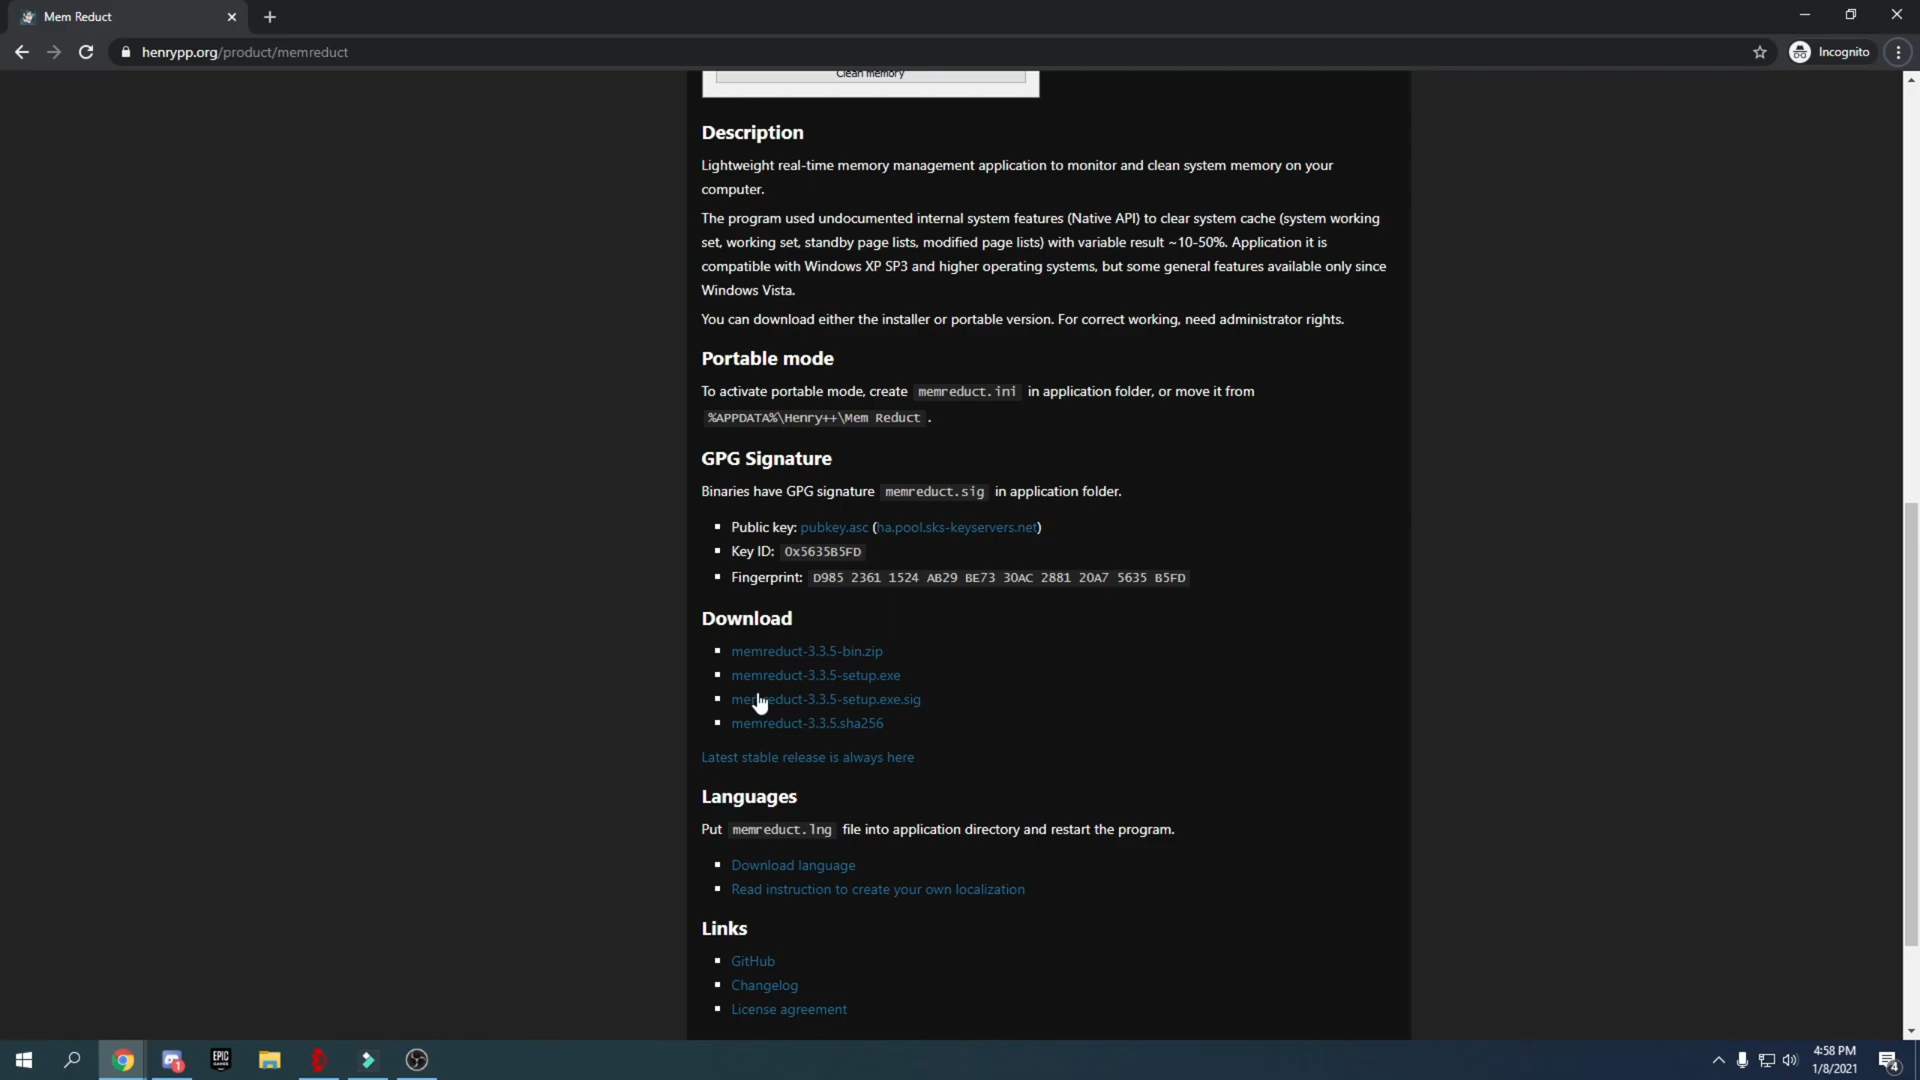 Mem Reduct
henrypp.org/product/memreduct
Incognito
Clean memory
Description
Lightweight real-time memory management application to monitor and clean system memory on your
computer.
The program used undocumented internal system features (Native API) to clear system cache (system working
set, working set, standby page lists, modified page lists) with variable result ~10-50%. Application it is
compatible with Windows XP SP3 and higher operating systems, but some general features available only since
Windows Vista.
You can download either the installer or portable version. For correct working, need administrator rights.
Portable mode
To activate portable mode, create memreduct.ini in application folder, or move it from
%APPDATA%\Henry++\Mem Reduct .
GPG Signature
Binaries have GPG signature memreduct.sig in application folder.
Public key: pubkey.asc (ha.pool.sks-keyservers.net)
Key ID: 0x5635B5FD
Fingerprint: D985 2361 1524 AB29 BE73 30AC 2881 20A7 5635 B5FD
Download
memreduct-3.3.5-bin.zip
memreduct-3.3.5-setup.exe
memreduct-3.3.5-setup.exe.sig
memreduct-3.3.5.sha256
Latest stable release is always here
Languages
Put memreduct.lng file into application directory and restart the program.
Download language
Read instruction to create your own localization
Links
GitHub
Changelog
License agreement
1
EPIC
GAMES
4:58 PM
1/8/2021
4